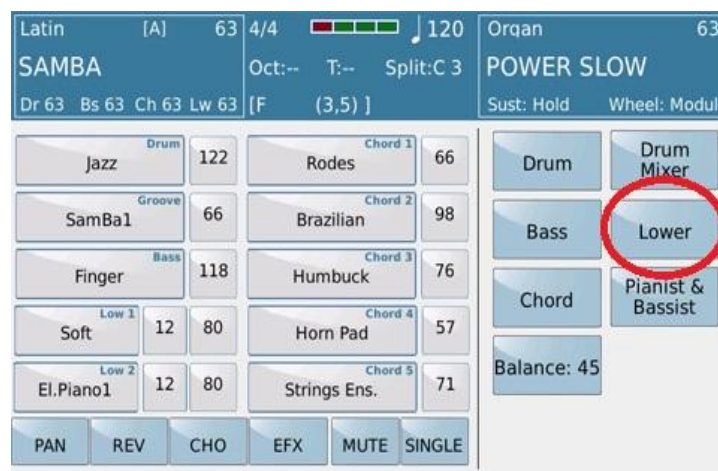 Latin [A] 63 4/4 120 Organ 63
SAMBA Oct:-- T:-- Split:C 3 POWER SLOW
Dr 63 Bs 63 Ch 63 Lw 63 [F (3,5) ] Sust: Hold Wheel: Modul
Drum
Jazz 122
Chord 1
Rodes 66
Drum
Drum Mixer
Groove
SamBa1 66
Chord 2
Brazilian 98
Bass
Lower
Bass
Finger 118
Chord 3
Humbuck 76
Chord
Pianist &
Bassist
Low 1
Soft 12 80
Chord 4
Horn Pad 57
Low 2
El.Piano1 12 80
Chord 5
Strings Ens. 71
Balance: 45
PAN REV CHO EFX MUTE SINGLE